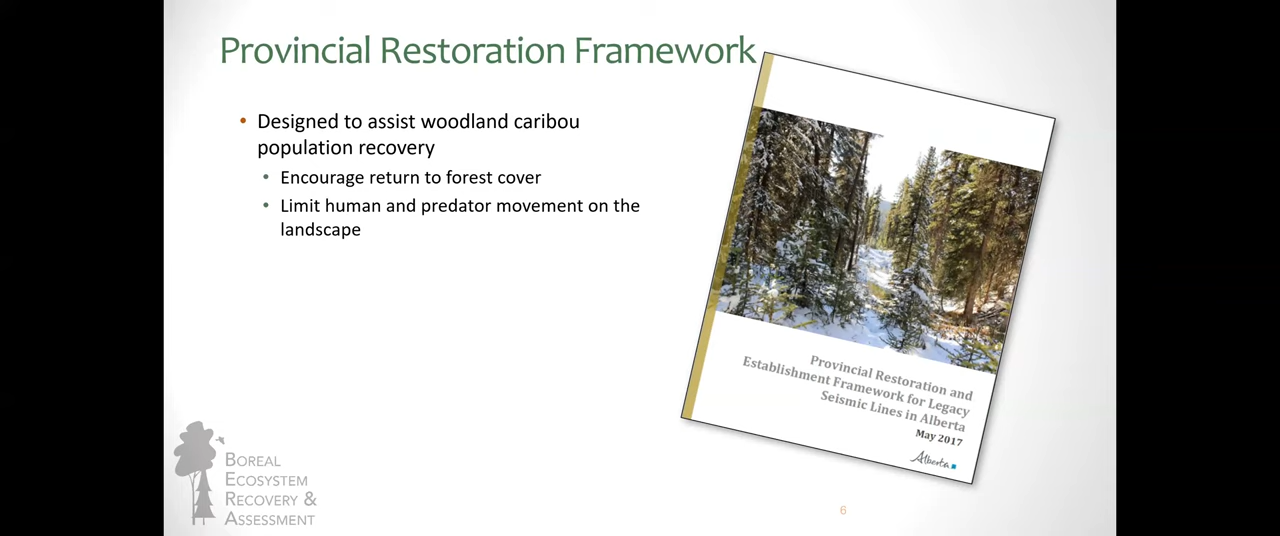 Provincial Restoration Framework
• Designed to assist woodland caribou
population recovery
• Encourage return to forest cover
• Limit human and predator movement on the
landscape
Provincial Restoration and
Establishment Framework for Legacy
Seismic Lines in Alberta
May 2017
Alberta
BOREAL
ECOSYSTEM
RECOVERY &
ASSESSMENT
6